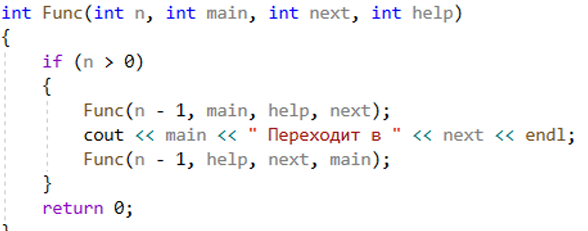 int Func(int n, int main, int next, int help)
{
if (n > 0)
{
Func(n - 1, main, help, next);
cout << main << " Переходит в " << next << endl;
Func(n - 1, help, next, main);
}
return 0;
}